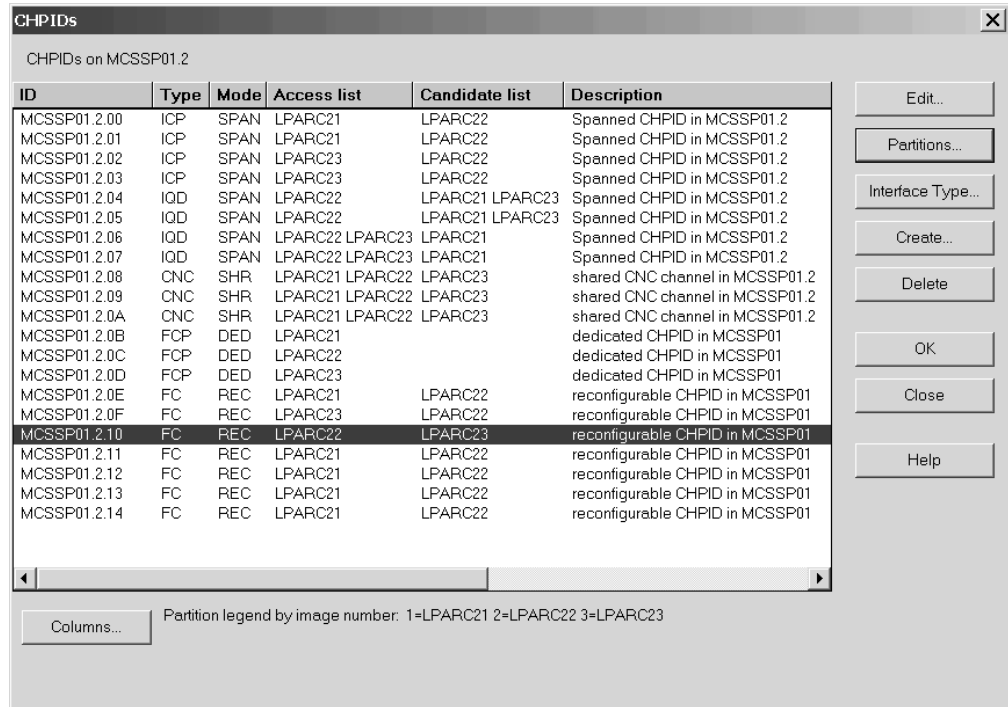 CHPIDs
CHPIDs on MCSSP01.2
ID Type Mode Access list Candidate list Description
MCSSP01.2.00 ICP SPAN LPARC21 LPARC22 Spanned CHPID in MCSSP01.2
MCSSP01.2.01 ICP SPAN LPARC21 LPARC22 Spanned CHPID in MCSSP01.2
MCSSP01.2.02 ICP SPAN LPARC23 LPARC22 Spanned CHPID in MCSSP01.2
MCSSP01.2.03 ICP SPAN LPARC23 LPARC22 Spanned CHPID in MCSSP01.2
MCSSP01.2.04 IQD SPAN LPARC22 LPARC21 LPARC23 Spanned CHPID in MCSSP01.2
MCSSP01.2.05 IQD SPAN LPARC22 LPARC21 LPARC23 Spanned CHPID in MCSSP01.2
MCSSP01.2.06 IQD SPAN LPARC22 LPARC23 LPARC21 Spanned CHPID in MCSSP01.2
MCSSP01.2.07 IQD SPAN LPARC22 LPARC23 LPARC21 Spanned CHPID in MCSSP01.2
MCSSP01.2.08 CNC SHR LPARC21 LPARC22 LPARC23 shared CNC channel in MCSSP01.2
MCSSP01.2.09 CNC SHR LPARC21 LPARC22 LPARC23 shared CNC channel in MCSSP01.2
MCSSP01.2.0A CNC SHR LPARC21 LPARC22 LPARC23 shared CNC channel in MCSSP01.2
MCSSP01.2.0B FCP DED LPARC21 dedicated CHPID in MCSSP01
MCSSP01.2.0C FCP DED LPARC22 dedicated CHPID in MCSSP01
MCSSP01.2.0D FCP DED LPARC23 dedicated CHPID in MCSSP01
MCSSP01.2.0E FC REC LPARC21 LPARC22 reconfigurable CHPID in MCSSP01
MCSSP01.2.0F FC REC LPARC23 LPARC22 reconfigurable CHPID in MCSSP01
MCSSP01.2.10 FC REC LPARC22 LPARC23 reconfigurable CHPID in MCSSP01
MCSSP01.2.11 FC REC LPARC21 LPARC22 reconfigurable CHPID in MCSSP01
MCSSP01.2.12 FC REC LPARC21 LPARC22 reconfigurable CHPID in MCSSP01
MCSSP01.2.13 FC REC LPARC21 LPARC22 reconfigurable CHPID in MCSSP01
MCSSP01.2.14 FC REC LPARC21 LPARC22 reconfigurable CHPID in MCSSP01
Edit...
Partitions...
Interface Type...
Create...
Delete
OK
Close
Help
Columns...
Partition legend by image number: 1=LPARC21 2=LPARC22 3=LPARC23